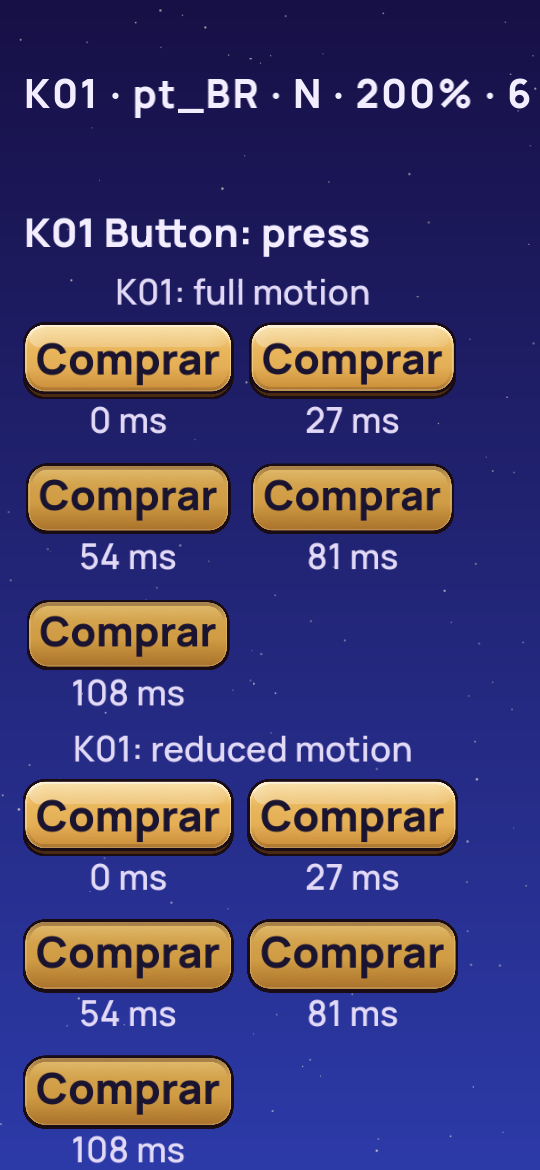 K01 · pt_BR · N · 200% · 6
K01 Button: press
K01: full motion
Comprar Comprar
0 ms 27 ms
Comprar Comprar
54 ms 81 ms
Comprar
108 ms
K01: reduced motion
Comprar Comprar
0 ms 27 ms
Comprar Comprar
54 ms 81 ms
Comprar
108 ms